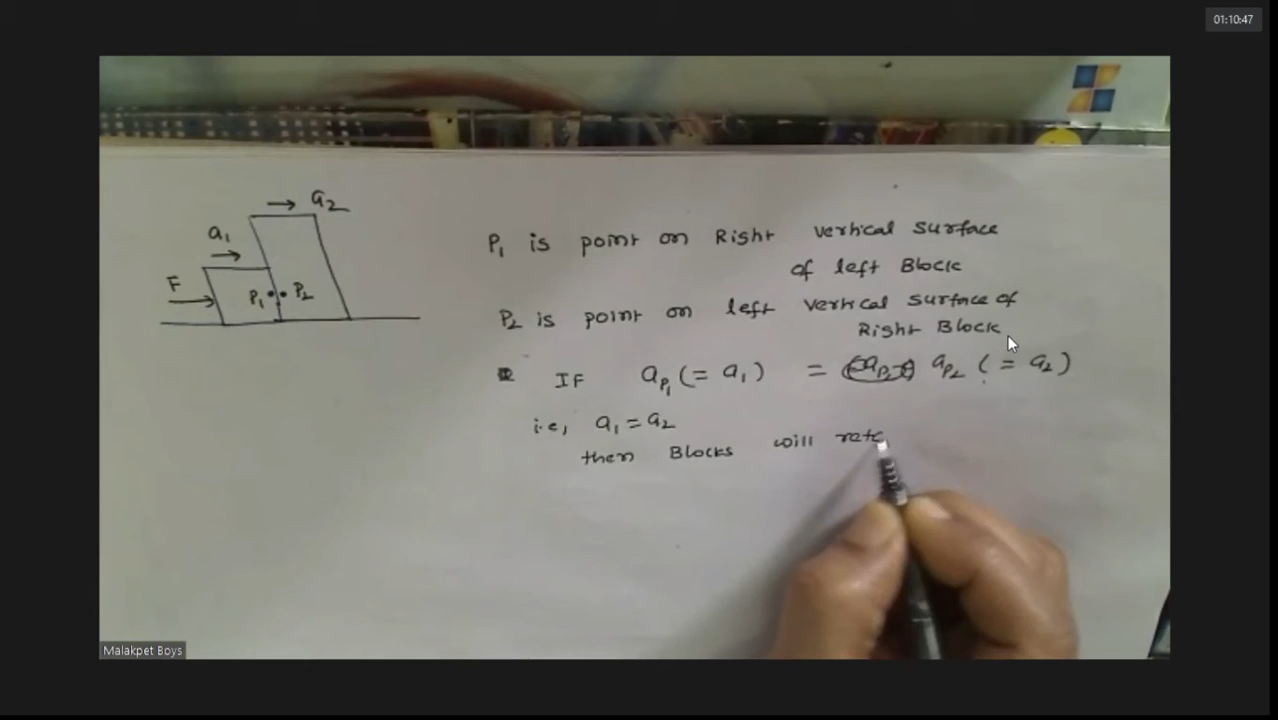 01:10:47
a2
a1
F
P1
P2
P1 is point on Right vertical surface
of left Block
P2 is point on left vertical surface of
Right Block
IF aP1 (= a1) = aP2 (= a2)
i.e, a1 = a2
then Blocks will reta
Malakpet Boys